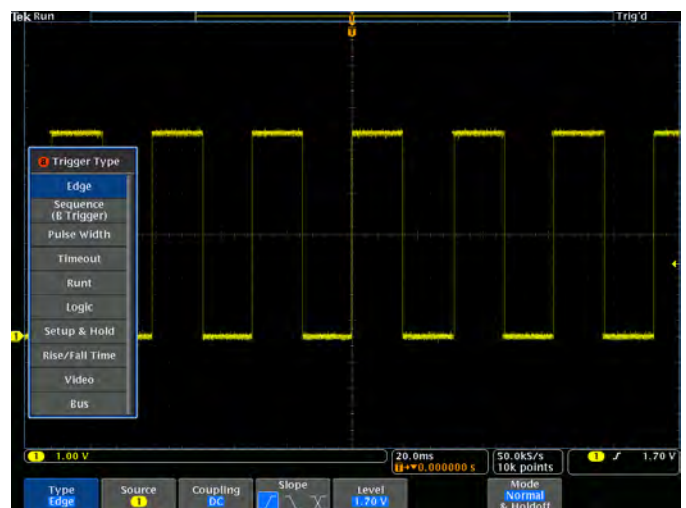 Tek Run Trig'd
T
a Trigger Type
Edge
Sequence
(B Trigger)
Pulse Width
Timeout
Runt
Logic
Setup & Hold
Rise/Fall Time
Video
Bus
1
1 1.00 V
20.0ms
T→▼0.000000 s
50.0kS/s
10k points
1 1.70 V
Type
Edge
Source
1
Coupling
DC
Slope
Level
1.70 V
Mode
Normal
& Holdoff